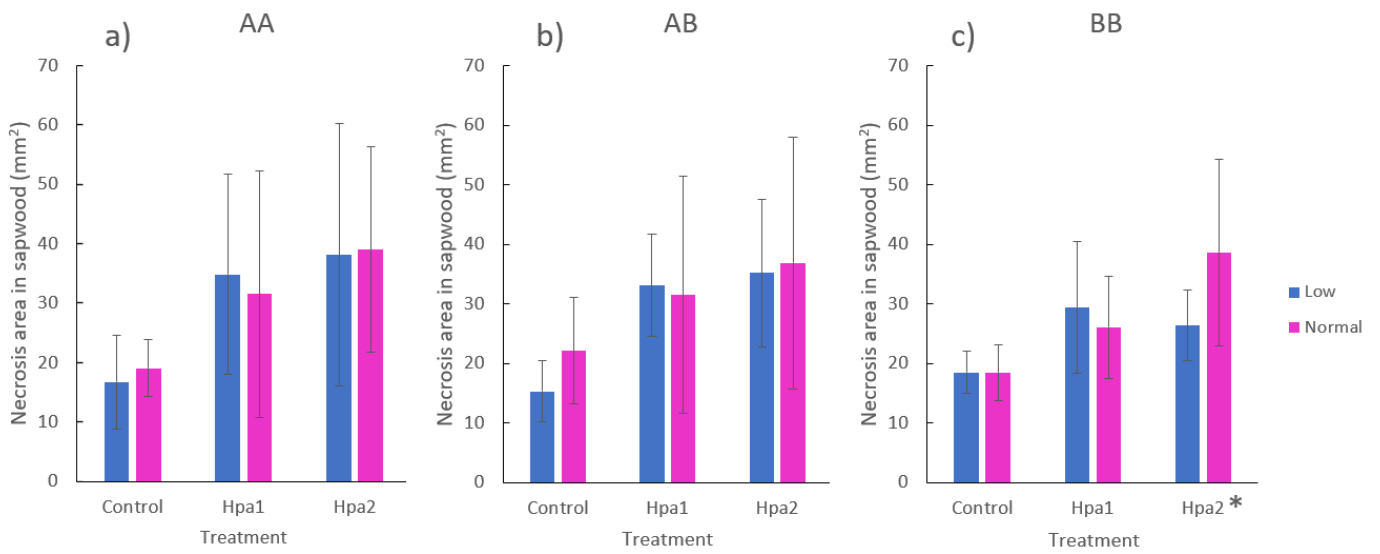 a) AA
Necrosis area in sapwood (mm²)
70
60
50
40
30
20
10
0
Control Hpa1 Hpa2
Treatment
b) AB
Necrosis area in sapwood (mm²)
70
60
50
40
30
20
10
0
Control Hpa1 Hpa2
Treatment
c) BB
Necrosis area in sapwood (mm²)
70
60
50
40
30
20
10
0
Control Hpa1 Hpa2 *
Treatment
Low
Normal